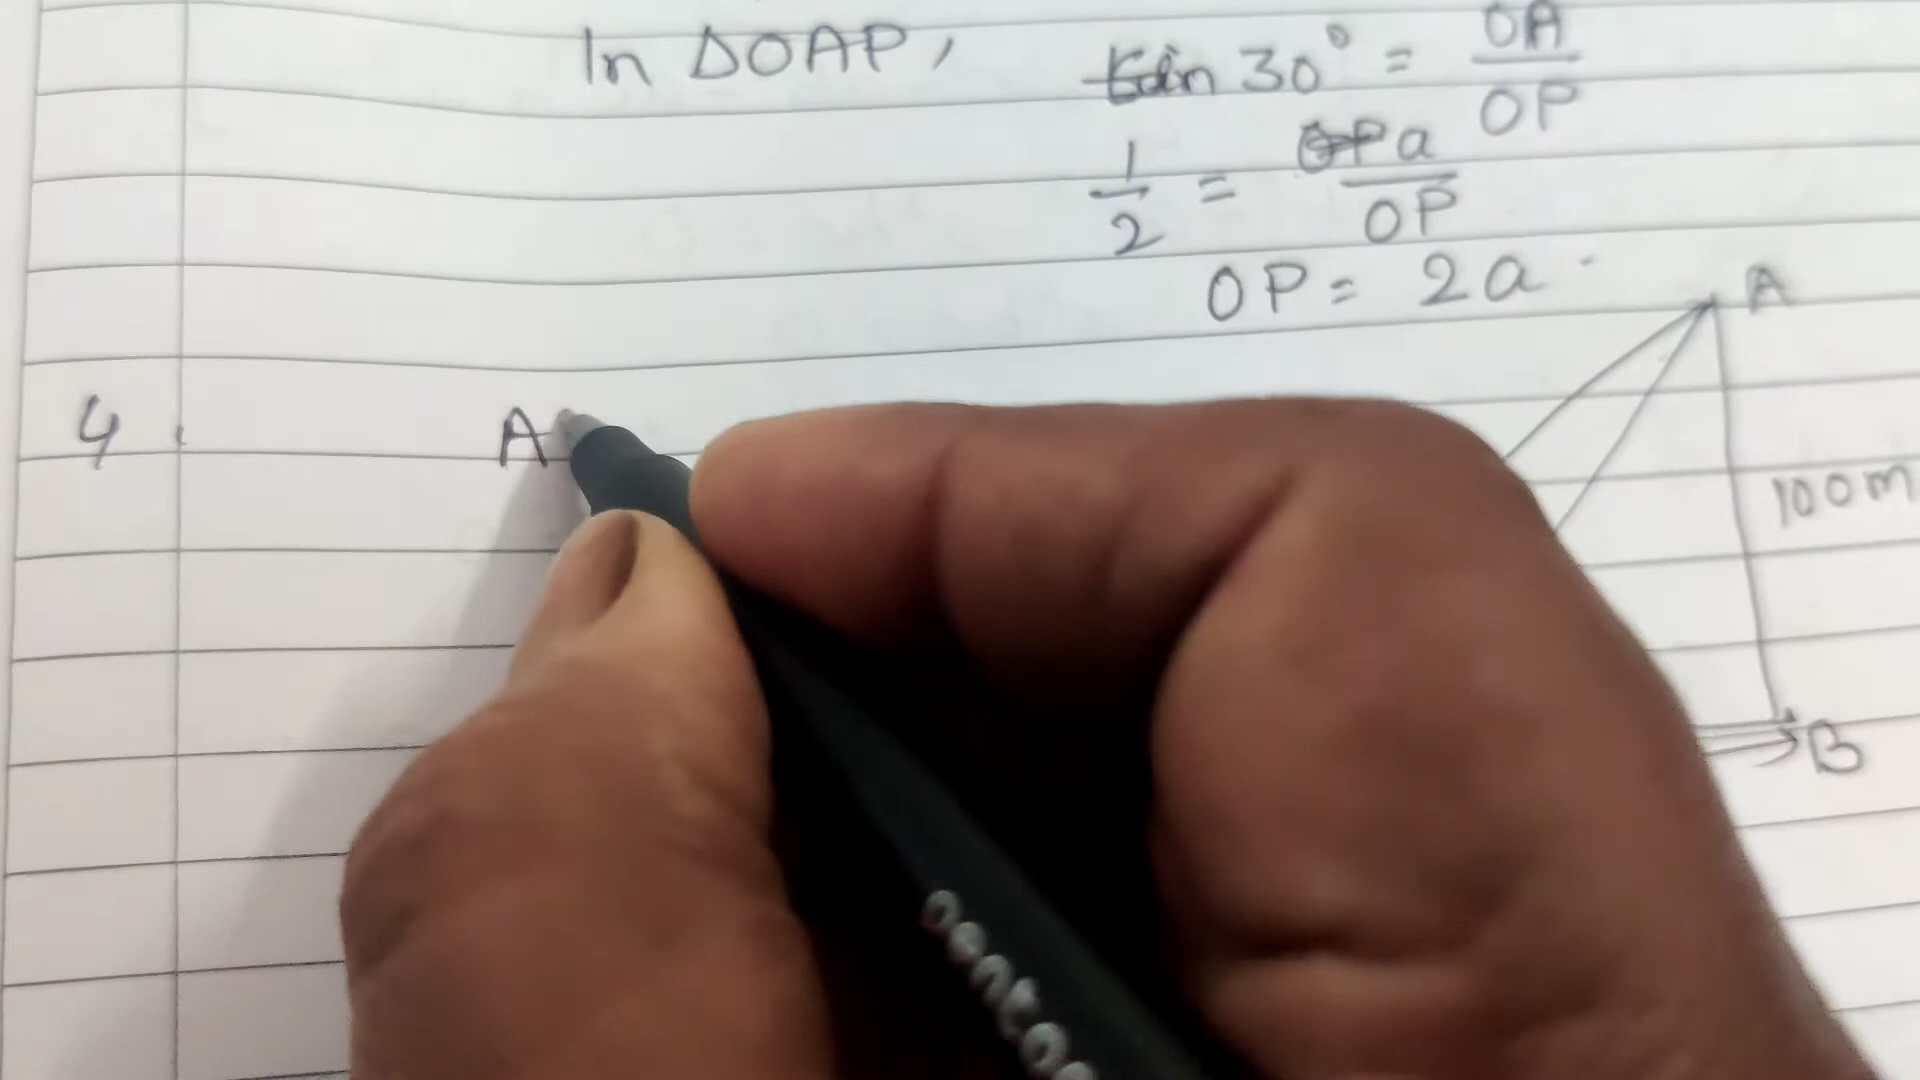 In ΔOAP, sin 30° = OA/OP
1/2 = a/OP
OP = 2a
A
4
A
100m
B